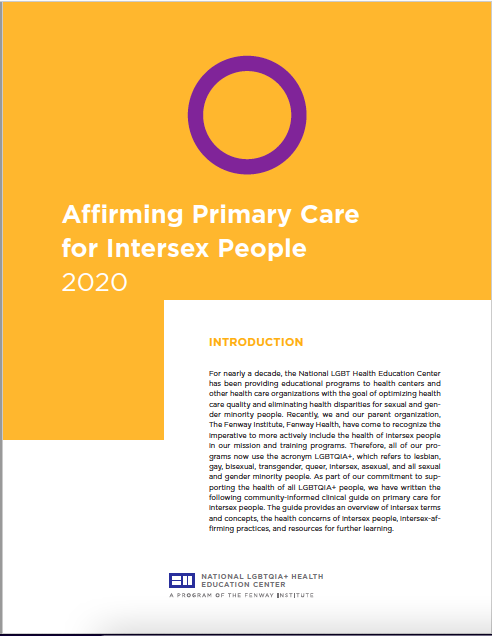 Affirming Primary Care
for Intersex People
2020
INTRODUCTION
For nearly a decade, the National LGBT Health Education Center
has been providing educational programs to health centers and
other health care organizations with the goal of optimizing health
care quality and eliminating health disparities for sexual and gen-
der minority people. Recently, we and our parent organization,
The Fenway Institute, Fenway Health, have come to recognize the
imperative to more actively include the health of intersex people
in our mission and training programs. Therefore, all of our pro-
grams now use the acronym LGBTQIA+, which refers to lesbian,
gay, bisexual, transgender, queer, intersex, asexual, and all sexual
and gender minority people. As part of our commitment to sup-
porting the health of all LGBTQIA+ people, we have written the
following community-informed clinical guide on primary care for
intersex people. The guide provides an overview of intersex terms
and concepts, the health concerns of intersex people, intersex-af-
firming practices, and resources for further learning.
NATIONAL LGBTQIA+ HEALTH
EDUCATION CENTER
A PROGRAM OF THE FENWAY INSTITUTE